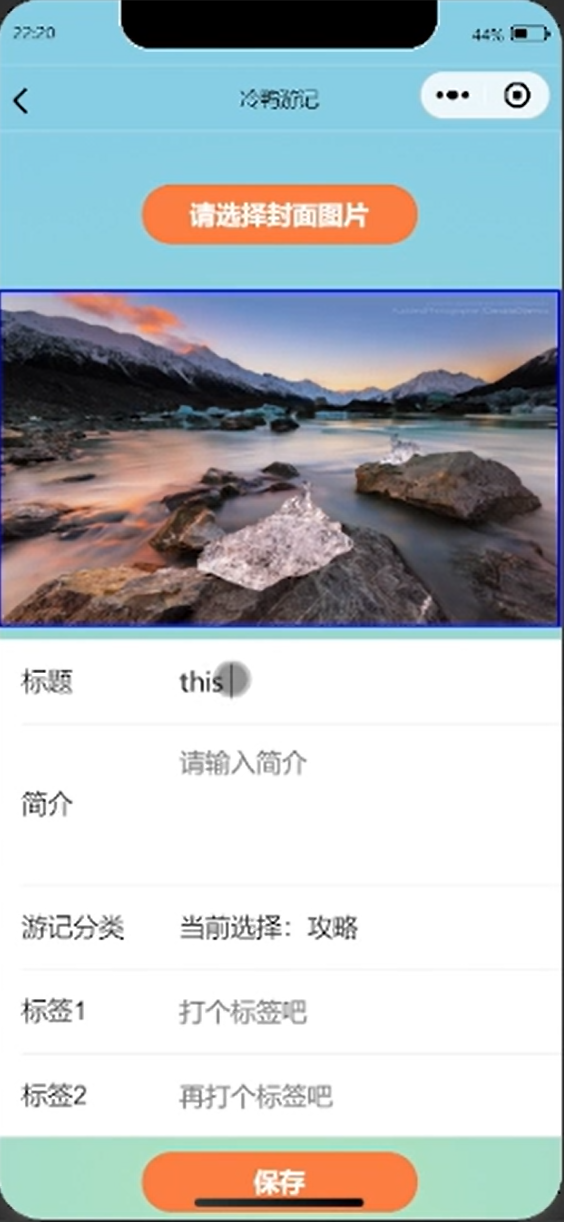 22:20
44%
冷鸭游记
请选择封面图片
标题 this
请输入简介
简介
游记分类 当前选择：攻略
标签1 打个标签吧
标签2 再打个标签吧
保存